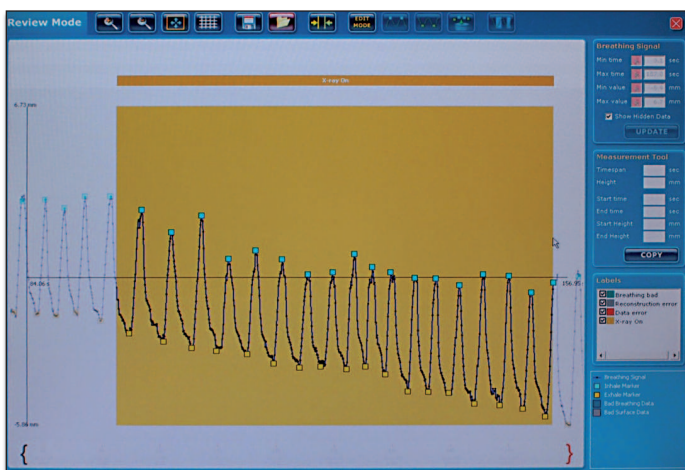 Review Mode
EDIT
MODE
X-ray On
6.73 mm
84.06 s
156.95 s
{
}
Breathing Signal
Min time
sec
Max time
sec
Min value
mm
Max value
mm
Show Hidden Data
UPDATE
Measurement Tool
Timespan
sec
Height
mm
Start time
sec
End time
sec
Start Height
mm
End Height
mm
COPY
Labels
Breathing bad
Reconstruction error
Data error
X-ray On
Breathing Signal
Inhale Marker
Exhale Marker
Bad Breathing Data
Bad Surface Data